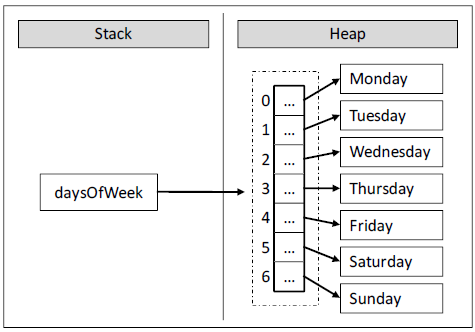 Stack
Heap
daysOfWeek
0 ... Monday
1 ... Tuesday
2 ... Wednesday
3 ... Thursday
4 ... Friday
5 ... Saturday
6 ... Sunday